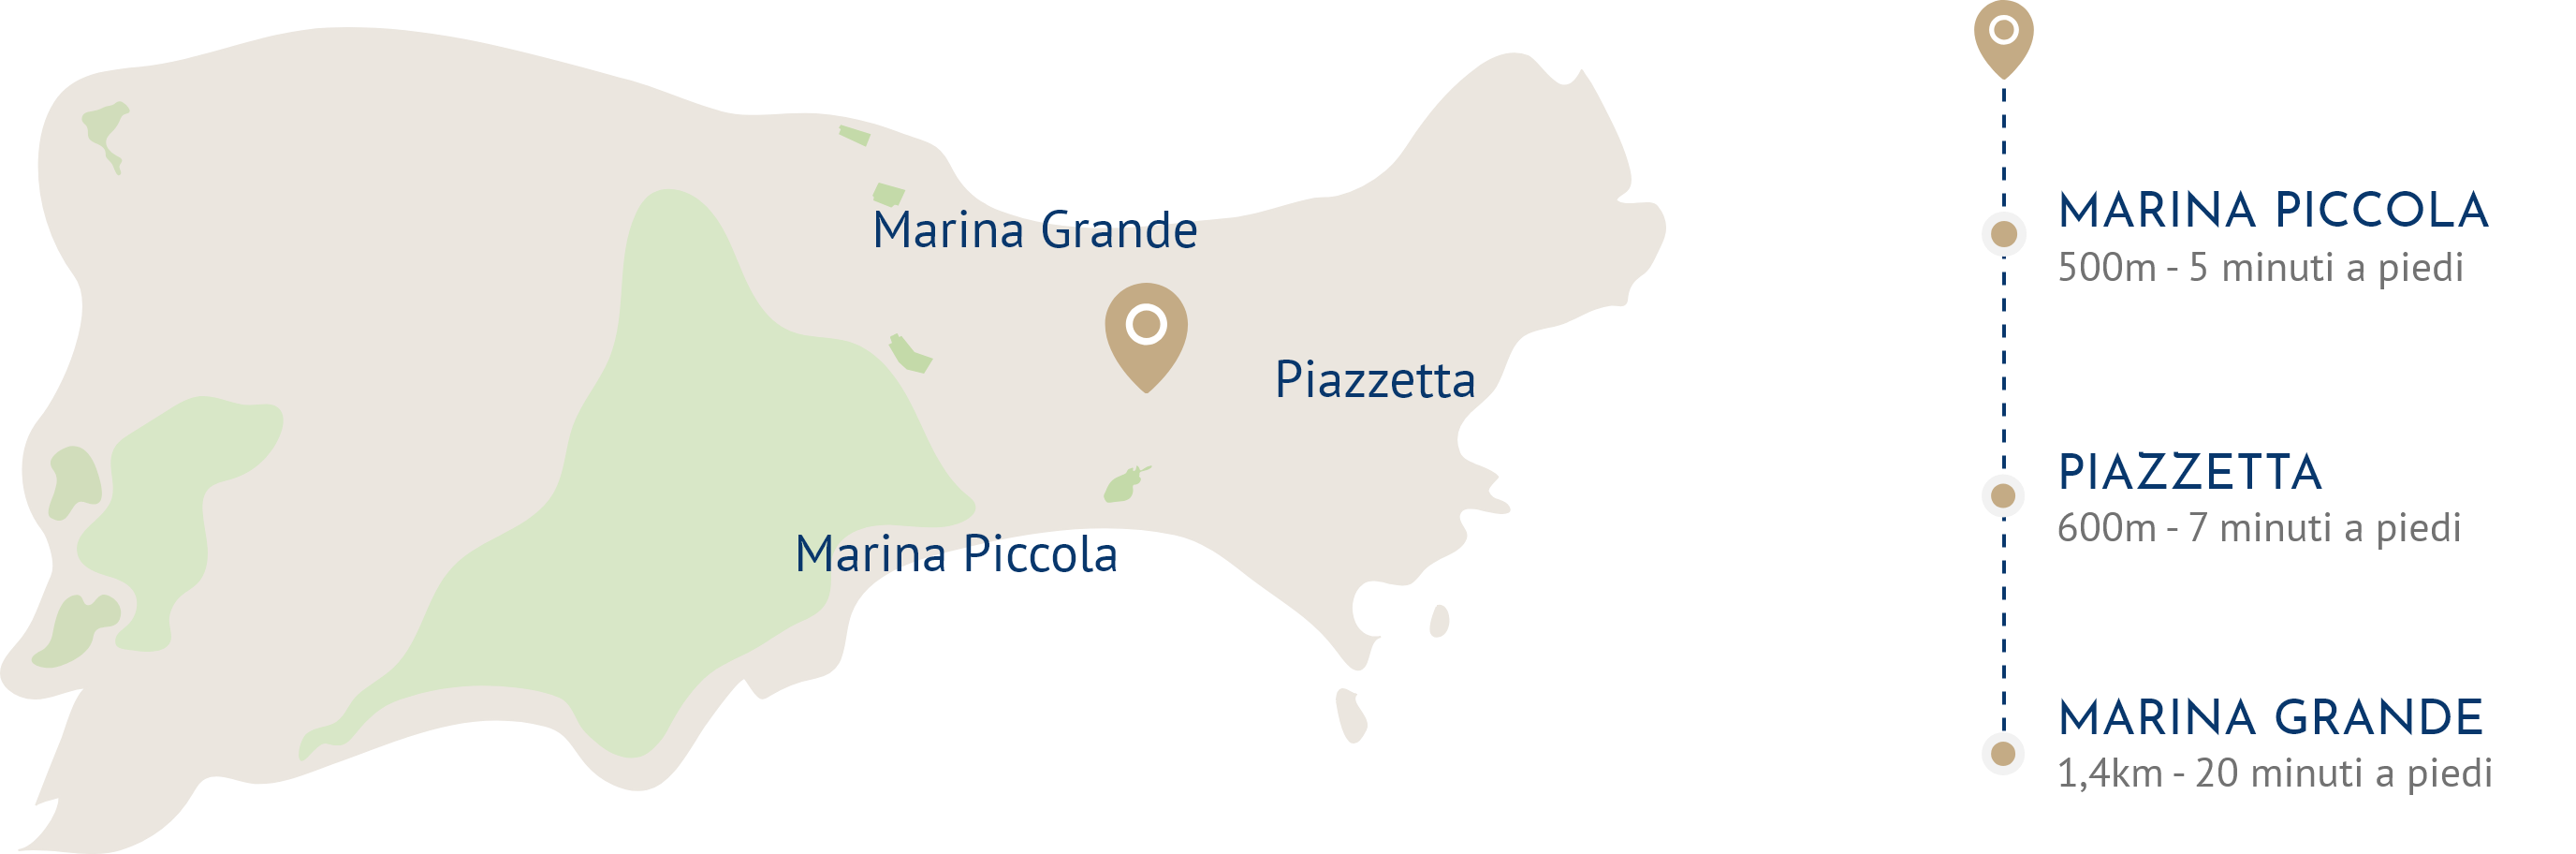 Marina Grande
Piazzetta
Marina Piccola
MARINA PICCOLA
500m - 5 minuti a piedi
PIAZZETTA
600m - 7 minuti a piedi
MARINA GRANDE
1,4km - 20 minuti a piedi